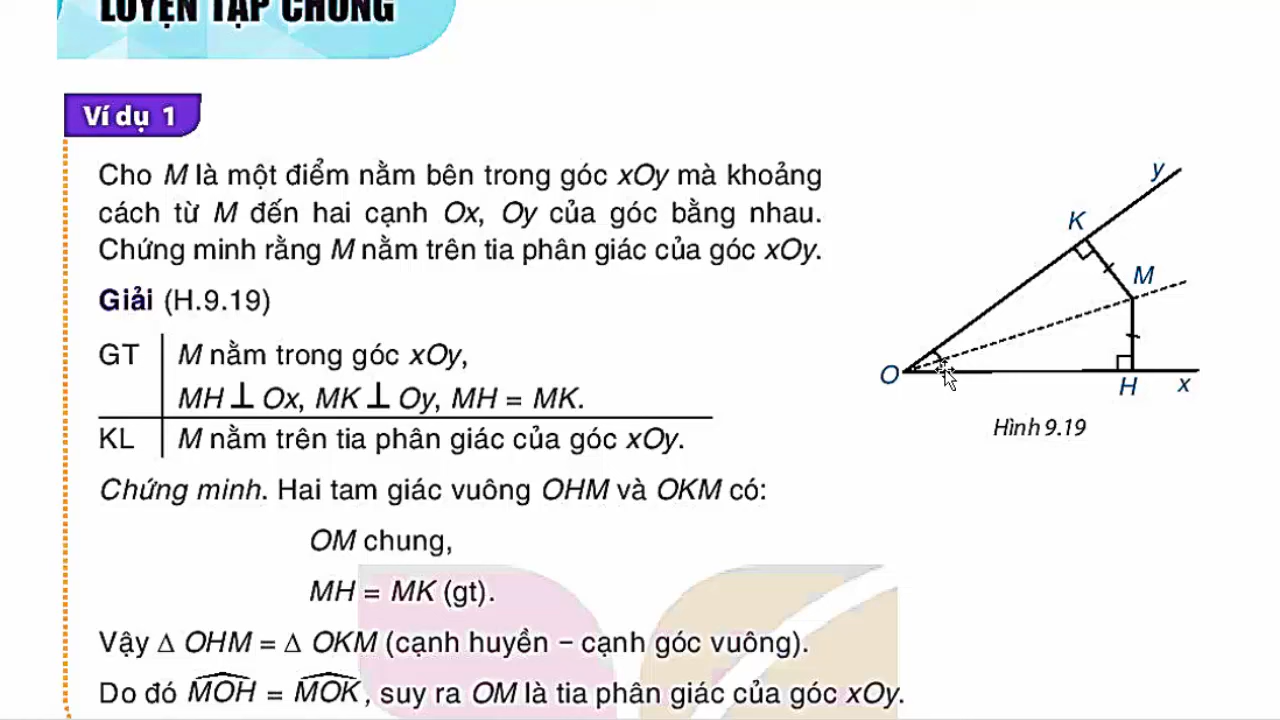 LUYỆN TẬP CHUNG
Ví dụ 1
Cho M là một điểm nằm bên trong góc xOy mà khoảng
cách từ M đến hai cạnh Ox, Oy của góc bằng nhau.
Chứng minh rằng M nằm trên tia phân giác của góc xOy.
Giải (H.9.19)
GT M nằm trong góc xOy,
MH ⊥ Ox, MK ⊥ Oy, MH = MK.
KL M nằm trên tia phân giác của góc xOy.
Chứng minh. Hai tam giác vuông OHM và OKM có:
OM chung,
MH = MK (gt).
Vậy Δ OHM = Δ OKM (cạnh huyền – cạnh góc vuông).
Do đó \widehat{MOH} = \widehat{MOK}, suy ra OM là tia phân giác của góc xOy.
y
K
M
O
H
x
Hình 9.19